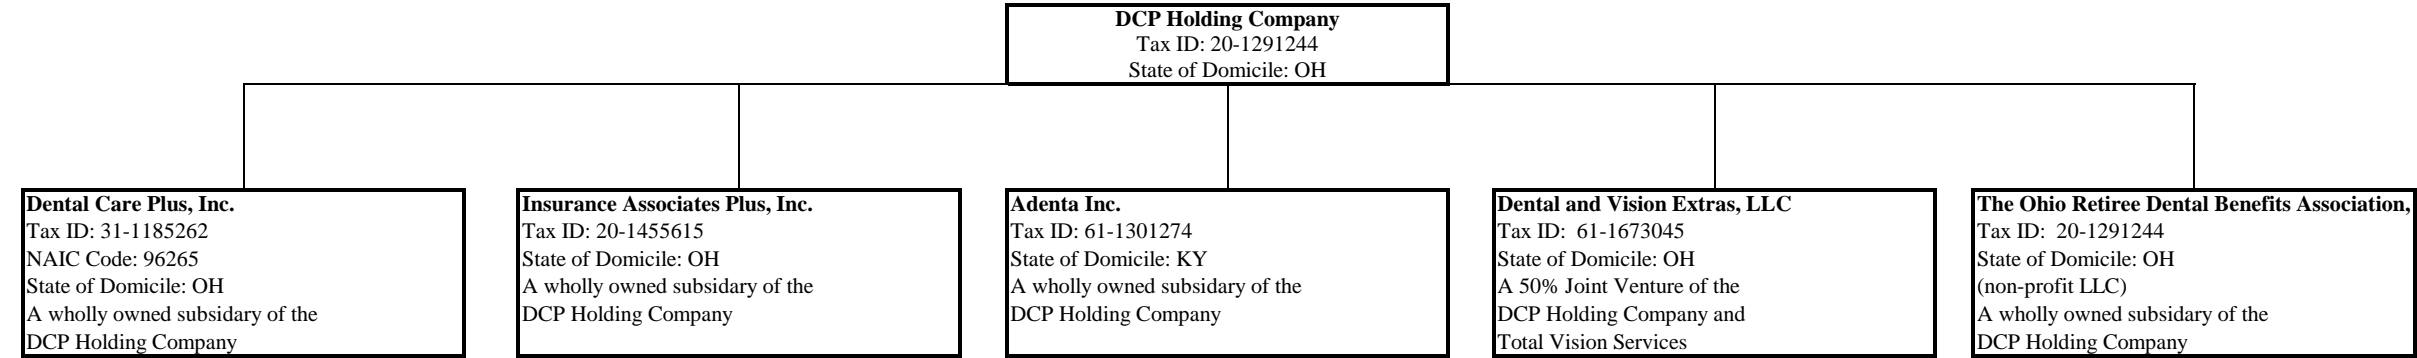 DCP Holding Company
Tax ID: 20-1291244
State of Domicile: OH
Dental Care Plus, Inc.
Tax ID: 31-1185262
NAIC Code: 96265
State of Domicile: OH
A wholly owned subsidary of the
DCP Holding Company
Insurance Associates Plus, Inc.
Tax ID: 20-1455615
State of Domicile: OH
A wholly owned subsidary of the
DCP Holding Company
Adenta Inc.
Tax ID: 61-1301274
State of Domicile: KY
A wholly owned subsidary of the
DCP Holding Company
Dental and Vision Extras, LLC
Tax ID:  61-1673045
State of Domicile: OH
A 50% Joint Venture of the
DCP Holding Company and
Total Vision Services
The Ohio Retiree Dental Benefits Association,
Tax ID:  20-1291244
State of Domicile: OH
(non-profit LLC)
A wholly owned subsidary of the
DCP Holding Company